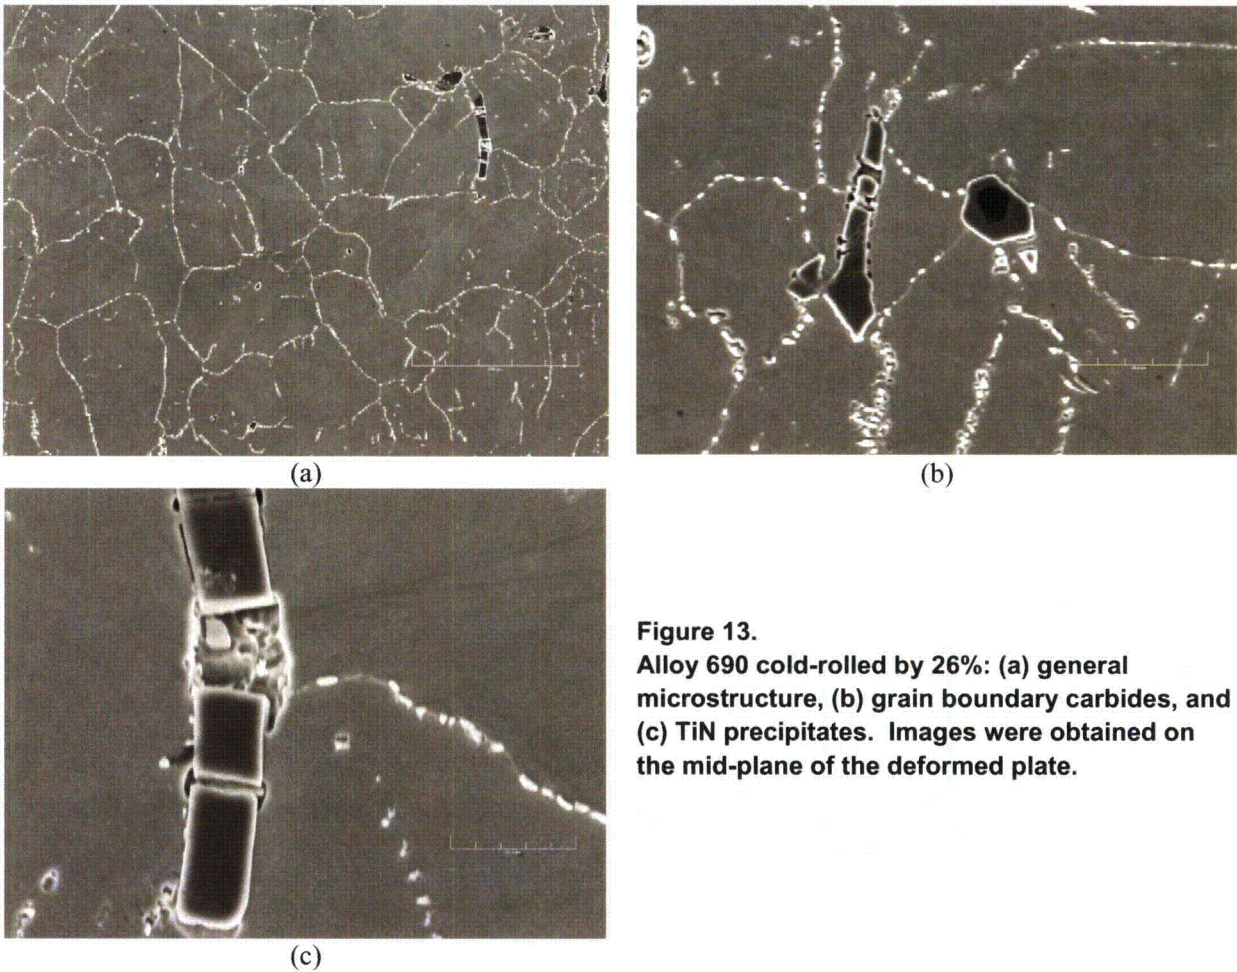 (a)
(b)
(c)
Figure 13.
Alloy 690 cold-rolled by 26%: (a) general
microstructure, (b) grain boundary carbides, and
(c) TiN precipitates.  Images were obtained on
the mid-plane of the deformed plate.